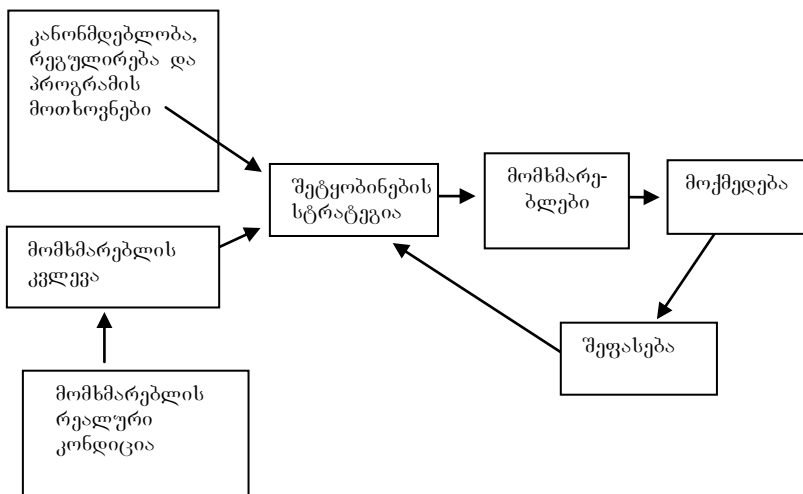 კანონმდებლობა,
რეგულირება და
პროგრამის
მოთხოვნები
შეტყობინების
სტრატეგია
მომხმარე-
ბლები
მოქმედება
მომხმარებლის
კვლევა
შეფასება
მომხმარებლის
რეალური
კონდიცია